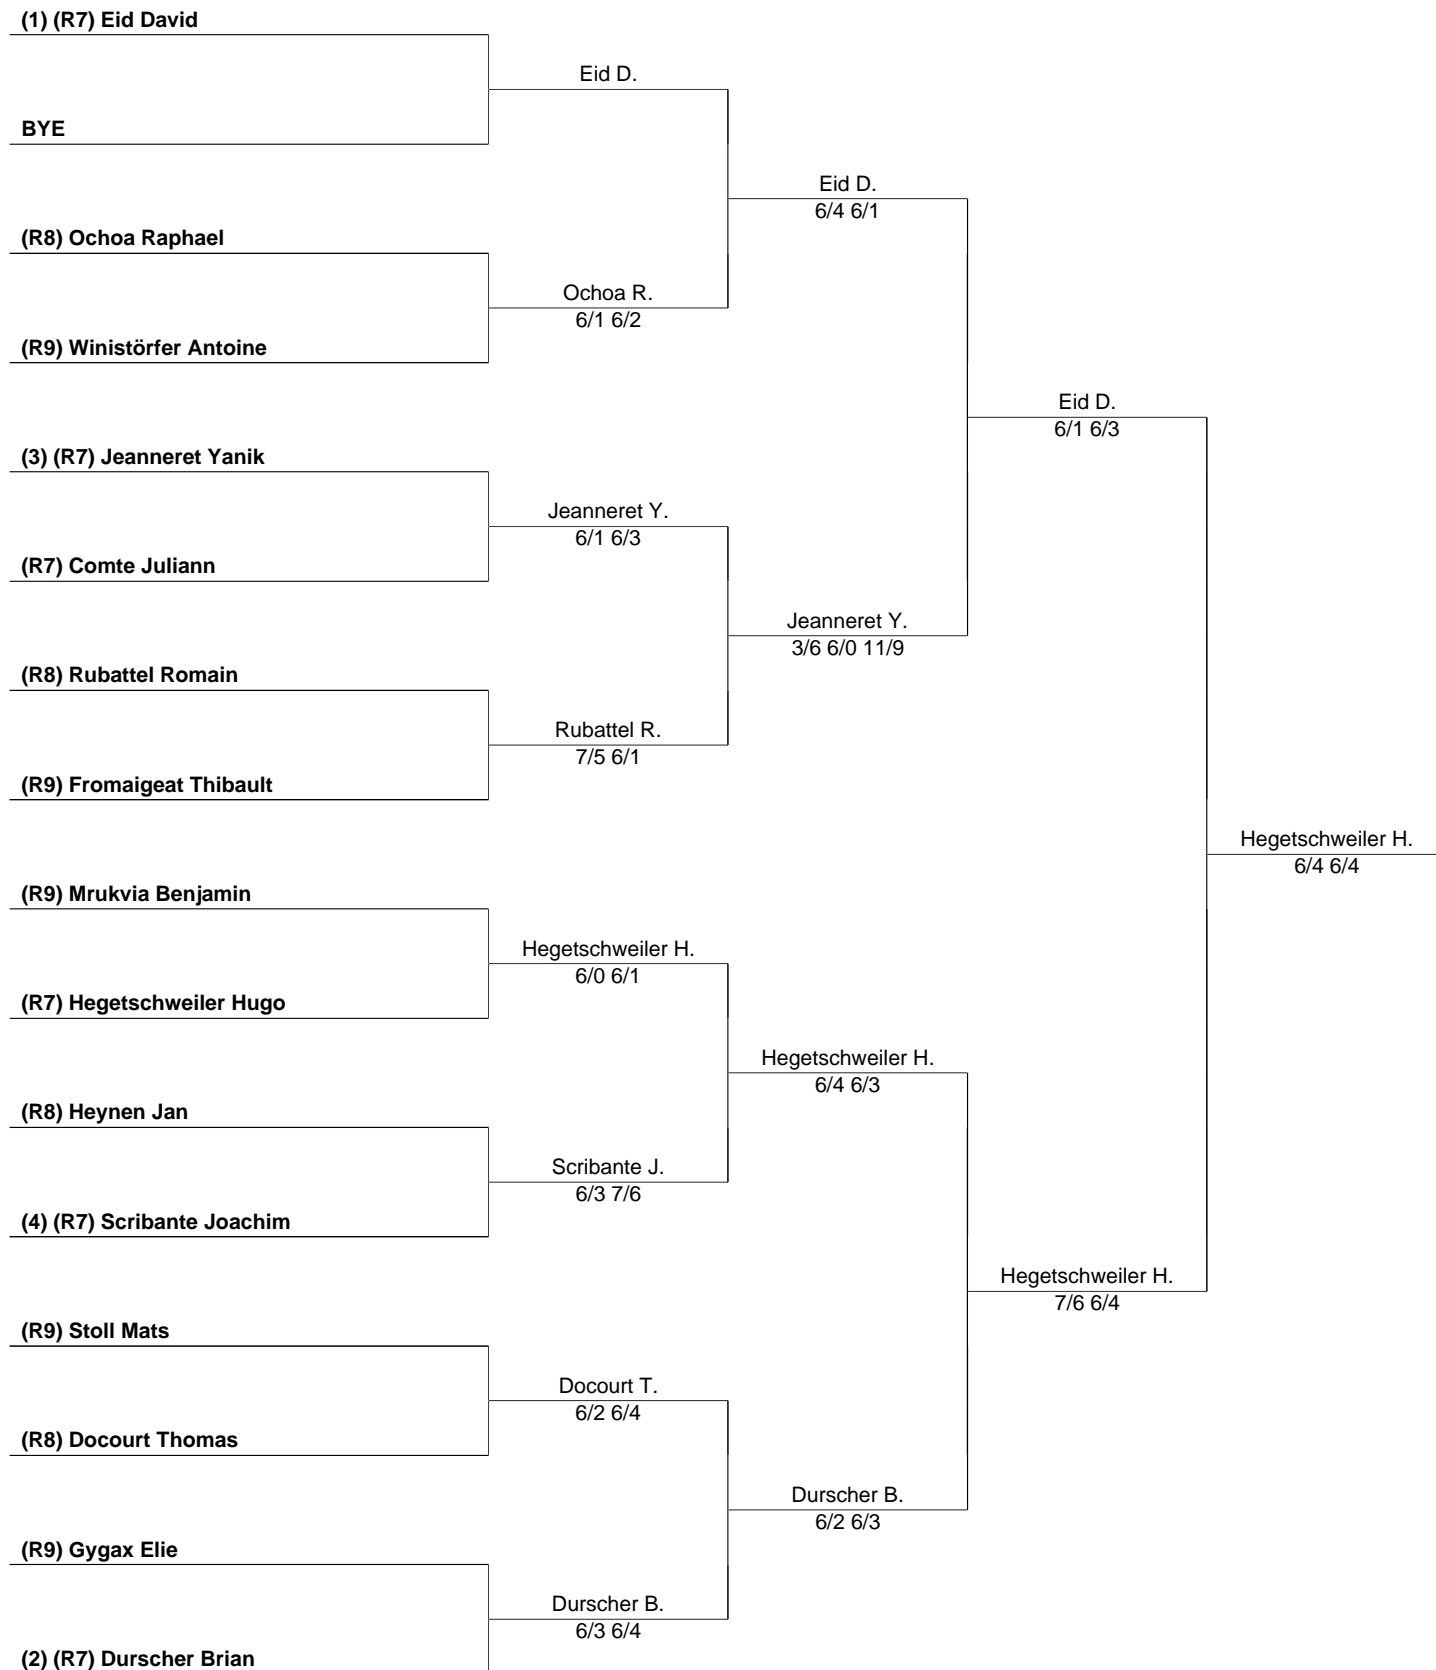 (1) (R7) Eid David
Eid D.
BYE
Eid D.
6/4 6/1
(R8) Ochoa Raphael
Ochoa R.
6/1 6/2
(R9) Winistörfer Antoine
Eid D.
6/1 6/3
(3) (R7) Jeanneret Yanik
Jeanneret Y.
6/1 6/3
(R7) Comte Juliann
Jeanneret Y.
3/6 6/0 11/9
(R8) Rubattel Romain
Rubattel R.
7/5 6/1
(R9) Fromaigeat Thibault
Hegetschweiler H.
6/4 6/4
(R9) Mrukvia Benjamin
Hegetschweiler H.
6/0 6/1
(R7) Hegetschweiler Hugo
Hegetschweiler H.
6/4 6/3
(R8) Heynen Jan
Scribante J.
6/3 7/6
(4) (R7) Scribante Joachim
Hegetschweiler H.
7/6 6/4
(R9) Stoll Mats
Docourt T.
6/2 6/4
(R8) Docourt Thomas
Durscher B.
6/2 6/3
(R9) Gygax Elie
Durscher B.
6/3 6/4
(2) (R7) Durscher Brian